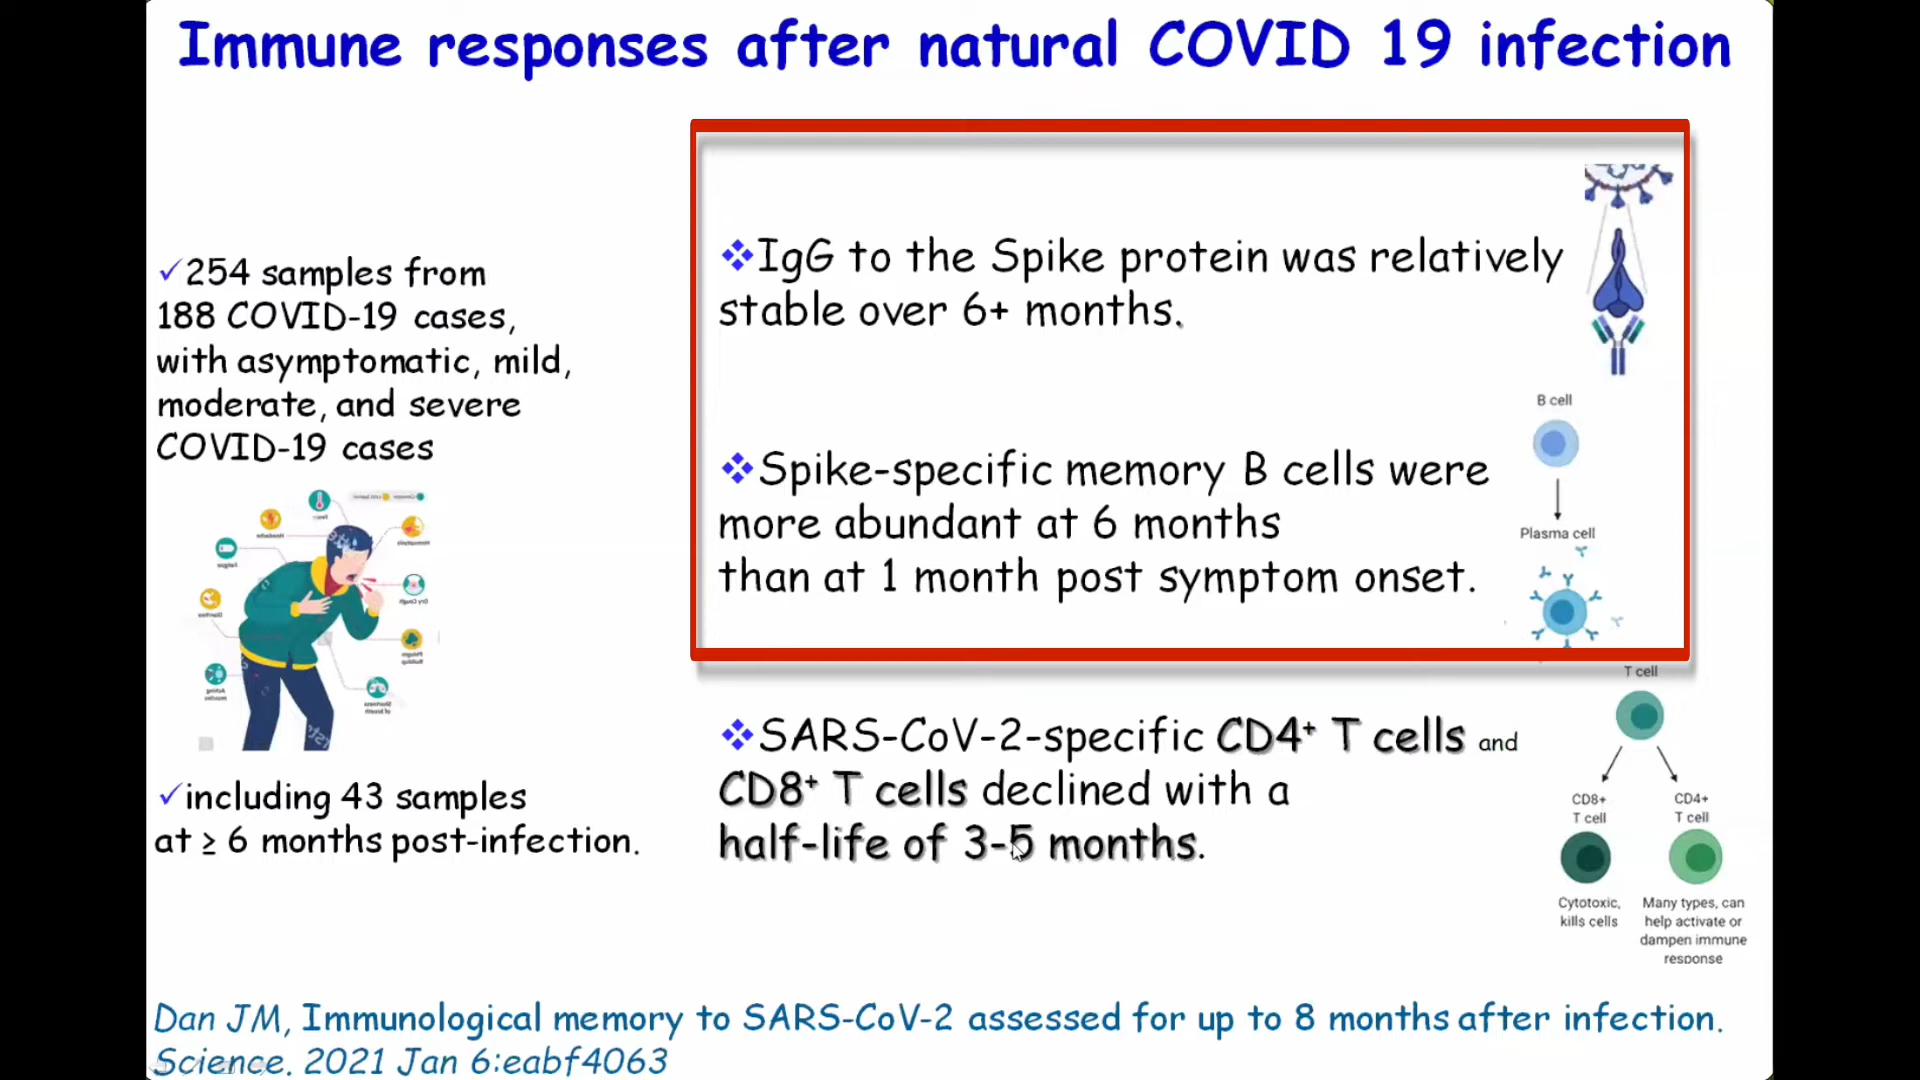 Immune responses after natural COVID 19 infection
✓254 samples from
188 COVID-19 cases,
with asymptomatic, mild,
moderate, and severe
COVID-19 cases
✓including 43 samples
at ≥ 6 months post-infection.
❖IgG to the Spike protein was relatively
stable over 6+ months.
❖Spike-specific memory B cells were
more abundant at 6 months
than at 1 month post symptom onset.
B cell
Plasma cell
❖SARS-CoV-2-specific CD4⁺ T cells and
CD8⁺ T cells declined with a
half-life of 3-5 months.
T cell
CD8+
T cell
CD4+
T cell
Cytotoxic,
kills cells
Many types, can
help activate or
dampen immune
response
Dan JM, Immunological memory to SARS-CoV-2 assessed for up to 8 months after infection.
Science. 2021 Jan 6:eabf4063